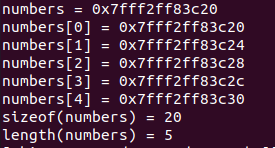 numbers = 0x7fff2ff83c20
numbers[0] = 0x7fff2ff83c20
numbers[1] = 0x7fff2ff83c24
numbers[2] = 0x7fff2ff83c28
numbers[3] = 0x7fff2ff83c2c
numbers[4] = 0x7fff2ff83c30
sizeof(numbers) = 20
length(numbers) = 5